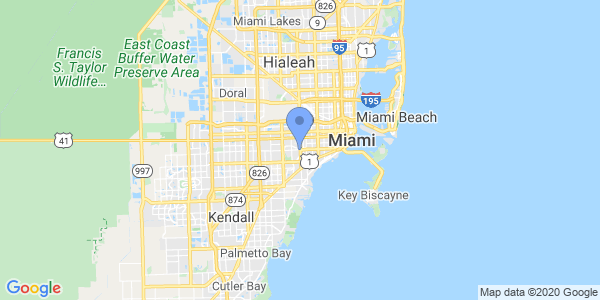 Miami Lakes
826
9
East Coast
Buffer Water
Preserve Area
Francis
S. Taylor
Wildlife...
95
1
Hialeah
Doral
195
Miami Beach
41
Miami
1
997
826
874
Key Biscayne
Kendall
Palmetto Bay
Cutler Bay
Google
Map data ©2020 Google